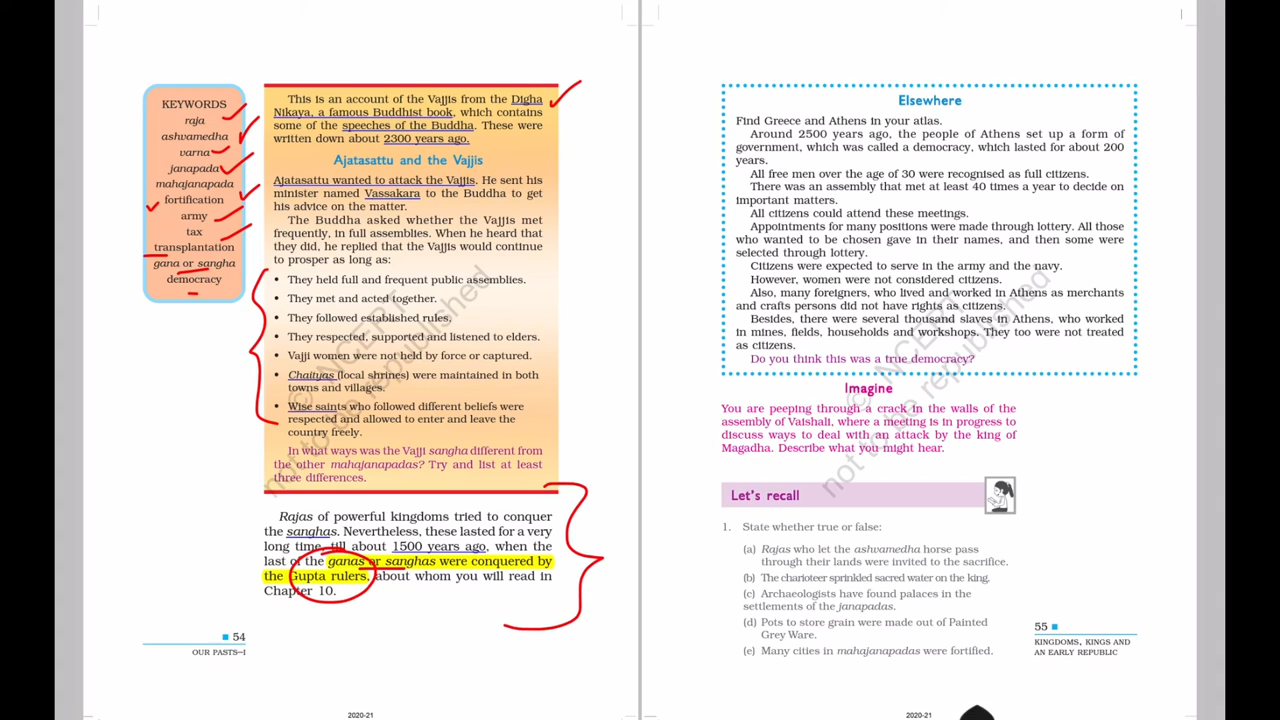 KEYWORDS
raja
ashvamedha
varna
janapada
mahajanapada
fortification
army
tax
transplantation
gana or sangha
democracy
This is an account of the Vajjis from the Digha
Nikaya, a famous Buddhist book, which contains
some of the speeches of the Buddha. These were
written down about 2300 years ago.
Ajatasattu and the Vajjis
Ajatasattu wanted to attack the Vajjis. He sent his
minister named Vassakara to the Buddha to get
his advice on the matter.
The Buddha asked whether the Vajjis met
frequently, in full assemblies. When he heard that
they did, he replied that the Vajjis would continue
to prosper as long as:
• They held full and frequent public assemblies.
• They met and acted together.
• They followed established rules.
• They respected, supported and listened to elders.
• Vajji women were not held by force or captured.
• Chaityas (local shrines) were maintained in both
towns and villages.
• Wise saints who followed different beliefs were
respected and allowed to enter and leave the
country freely.
In what ways was the Vajji sangha different from
the other mahajanapadas? Try and list at least
three differences.
Rajas of powerful kingdoms tried to conquer
the sanghas. Nevertheless, these lasted for a very
long time, till about 1500 years ago, when the
last of the ganas or sanghas were conquered by
the Gupta rulers, about whom you will read in
Chapter 10.
54
OUR PASTS–I
2020-21
© NCERT
not to be republished
Elsewhere
Find Greece and Athens in your atlas.
Around 2500 years ago, the people of Athens set up a form of
government, which was called a democracy, which lasted for about 200
years.
All free men over the age of 30 were recognised as full citizens.
There was an assembly that met at least 40 times a year to decide on
important matters.
All citizens could attend these meetings.
Appointments for many positions were made through lottery. All those
who wanted to be chosen gave in their names, and then some were
selected through lottery.
Citizens were expected to serve in the army and the navy.
However, women were not considered citizens.
Also, many foreigners, who lived and worked in Athens as merchants
and crafts persons did not have rights as citizens.
Besides, there were several thousand slaves in Athens, who worked
in mines, fields, households and workshops. They too were not treated
as citizens.
Do you think this was a true democracy?
Imagine
You are peeping through a crack in the walls of the
assembly of Vaishali, where a meeting is in progress to
discuss ways to deal with an attack by the king of
Magadha. Describe what you might hear.
Let's recall
1. State whether true or false:
(a) Rajas who let the ashvamedha horse pass
through their lands were invited to the sacrifice.
(b) The charioteer sprinkled sacred water on the king.
(c) Archaeologists have found palaces in the
settlements of the janapadas.
(d) Pots to store grain were made out of Painted
Grey Ware.
(e) Many cities in mahajanapadas were fortified.
55
KINGDOMS, KINGS AND
AN EARLY REPUBLIC
2020-21
© NCERT
not to be republished